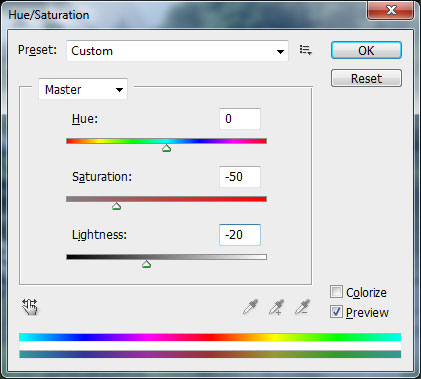 Hue/Saturation
Preset: Custom
OK
Reset
Master
Hue: 0
Saturation: -50
Lightness: -20
Colorize
Preview